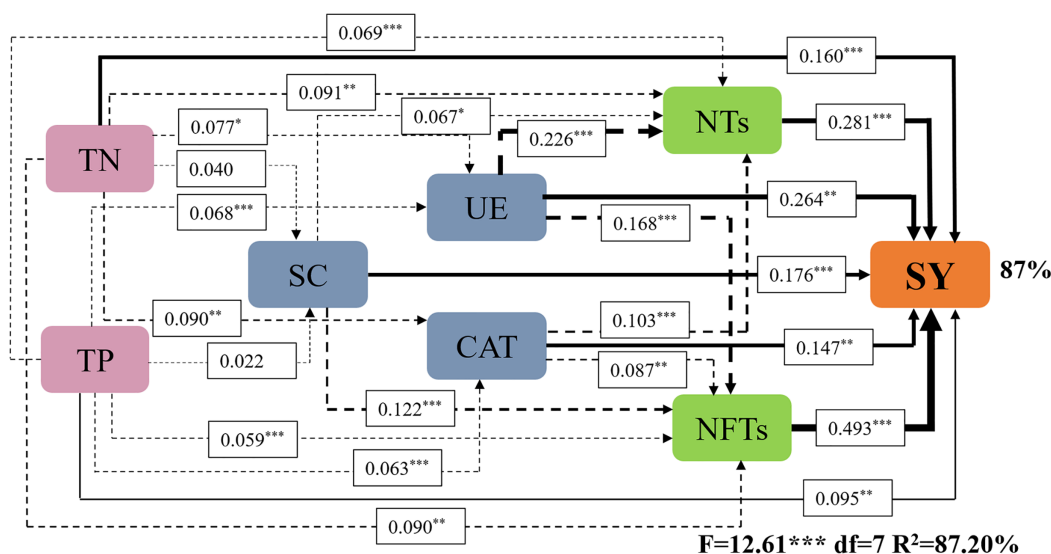 0.069***
0.160***
0.091**
NTs
0.067*
0.077*
0.226***
0.281***
TN
0.040
0.264**
0.068***
UE
0.168***
SC
0.176***
SY
87%
0.090**
0.103***
CAT
TP
0.022
0.147**
0.087**
0.122***
NFTs
0.493***
0.059***
0.063***
0.095**
0.090**
F=12.61*** df=7 R²=87.20%